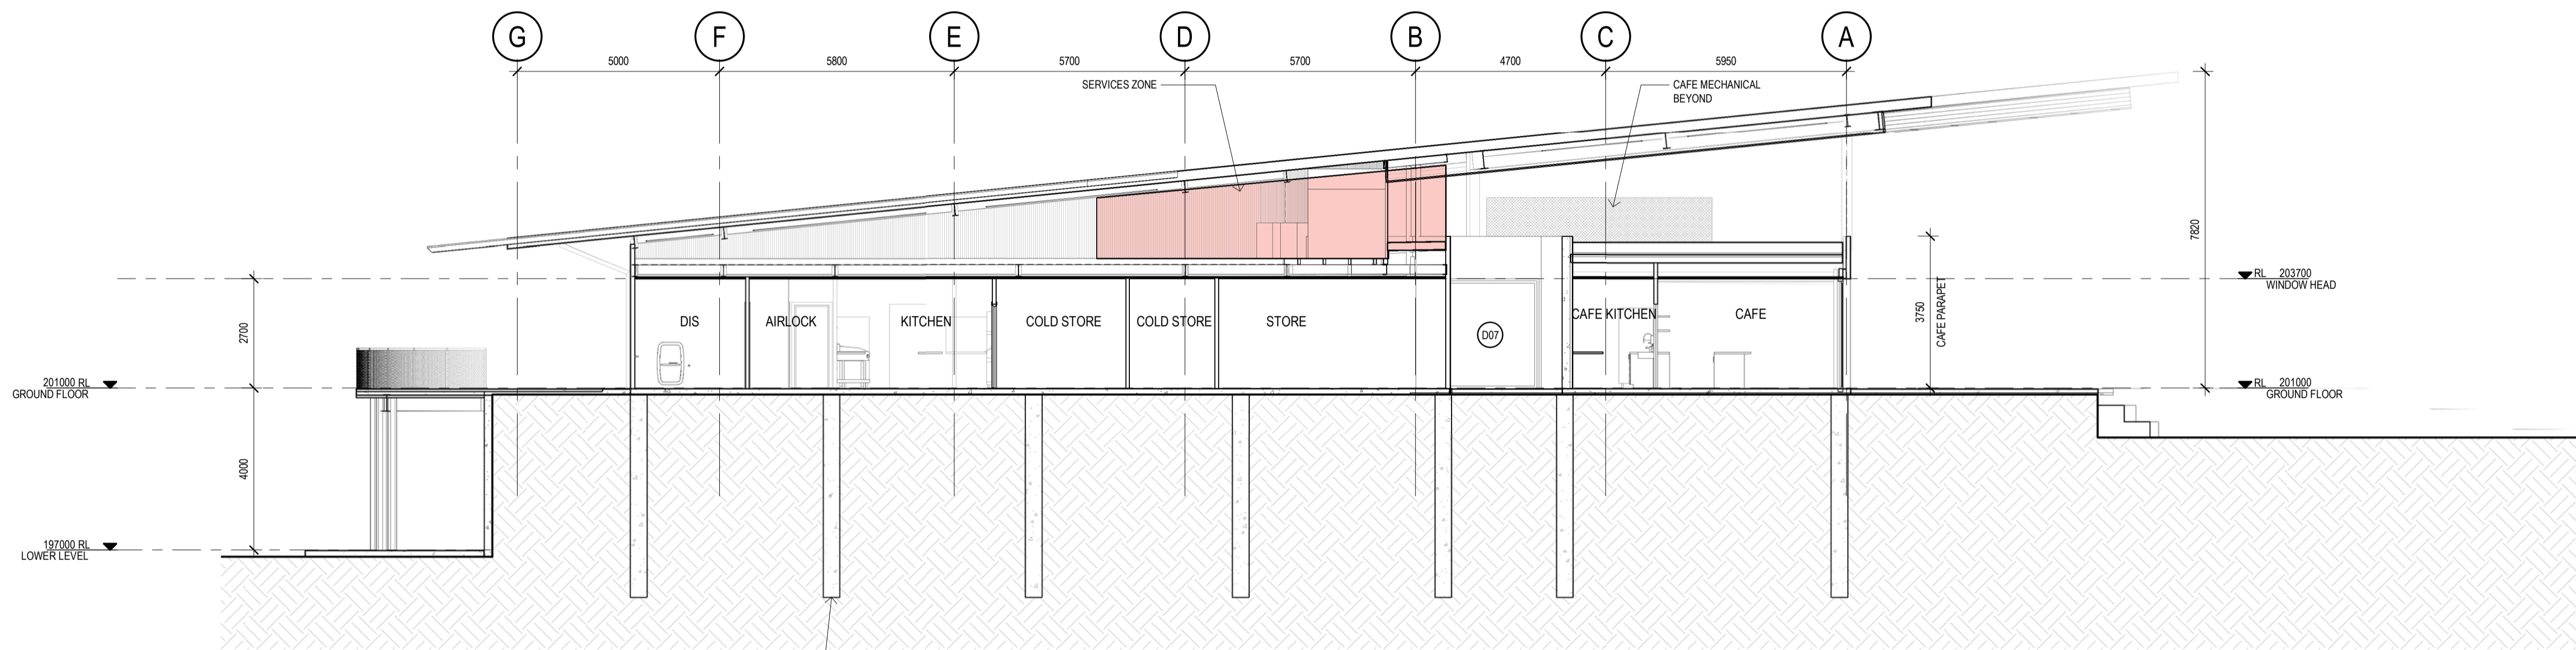 G
F
E
D
B
C
A
5000
5800
5700
5700
4700
5950
SERVICES ZONE
CAFE MECHANICAL
BEYOND
7820
RL 203700
WINDOW HEAD
2700
DIS
AIRLOCK
KITCHEN
COLD STORE
COLD STORE
STORE
D07
CAFE KITCHEN
CAFE
3750
CAFE PARAPET
201000 RL
GROUND FLOOR
RL 201000
GROUND FLOOR
4000
197000 RL
LOWER LEVEL